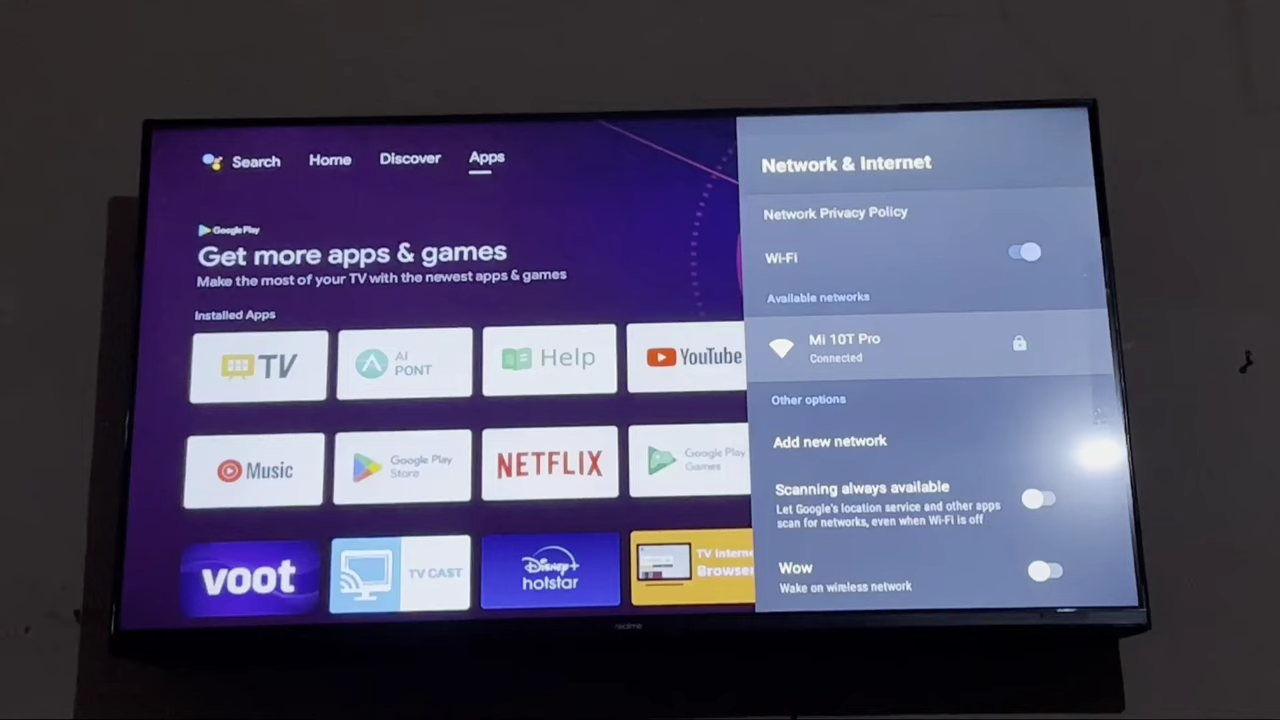 Search Home Discover Apps
Google Play
Get more apps & games
Make the most of your TV with the newest apps & games
Installed Apps
TV
AI
PONT
Help
YouTube
Music
Google Play
Store
NETFLIX
Google Play
Games
voot
TV CAST
Disney+
hotstar
TV Interne
Browser
realme
Network & Internet
Network Privacy Policy
Wi-Fi
Available networks
Mi 10T Pro
Connected
Other options
Add new network
Scanning always available
Let Google's location service and other apps
scan for networks, even when Wi-Fi is off
Wow
Wake on wireless network